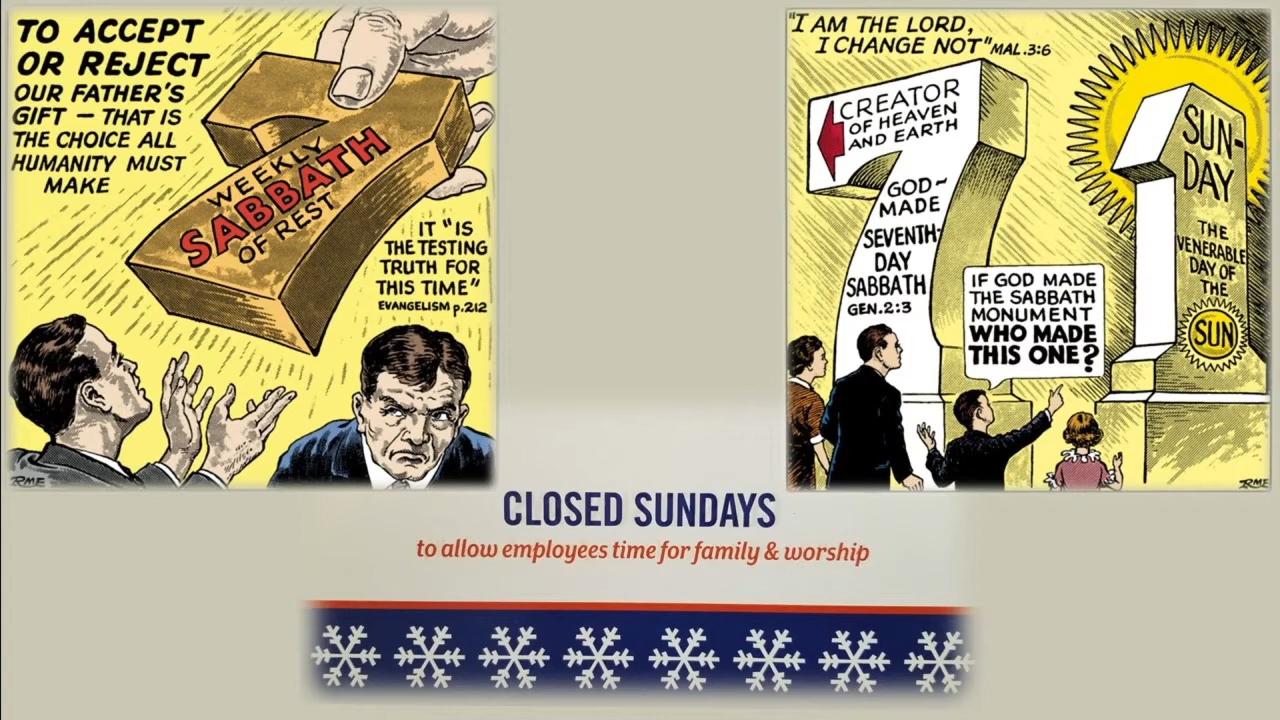 TO ACCEPT
OR REJECT
OUR FATHER'S
GIFT — THAT IS
THE CHOICE ALL
HUMANITY MUST
MAKE
WEEKLY
SABBATH
OF REST
IT "IS
THE TESTING
TRUTH FOR
THIS TIME"
EVANGELISM p.212
RME
"I AM THE LORD,
I CHANGE NOT" MAL.3:6
CREATOR
OF HEAVEN
AND EARTH
GOD~
MADE
SEVENTH-
DAY
SABBATH
GEN.2:3
IF GOD MADE
THE SABBATH
MONUMENT
WHO MADE
THIS ONE?
SUN-
DAY
THE
VENERABLE
DAY OF
THE
SUN
RME
CLOSED SUNDAYS
to allow employees time for family & worship